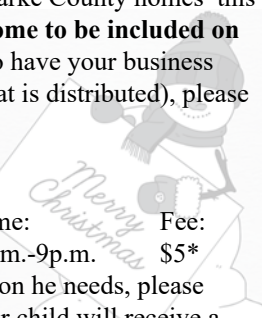 arke County homes this
ome to be included on
o have your business
at is distributed), please
Merry
Christmas
me: Fee:
m.-9p.m. $5*
on he needs, please
r child will receive a